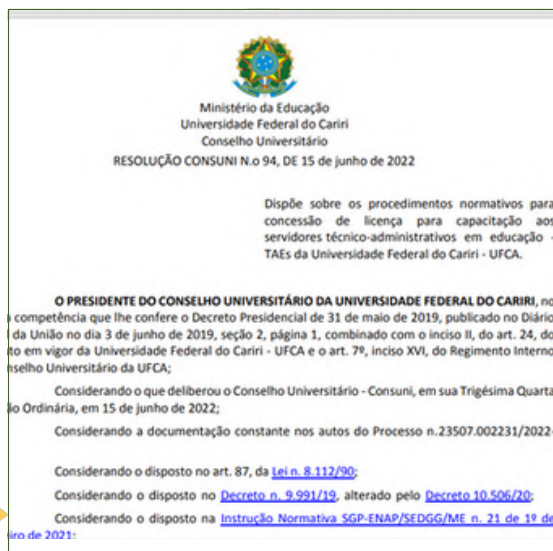 Ministério da Educação
Universidade Federal do Cariri
Conselho Universitário
RESOLUÇÃO CONSUNI N.o 94, DE 15 de junho de 2022
Dispõe sobre os procedimentos normativos para
concessão de licença para capacitação aos
servidores técnico-administrativos em educação -
TAEs da Universidade Federal do Cariri - UFCA.
O PRESIDENTE DO CONSELHO UNIVERSITÁRIO DA UNIVERSIDADE FEDERAL DO CARIRI, no
a competência que lhe confere o Decreto Presidencial de 31 de maio de 2019, publicado no Diário
l da União no dia 3 de junho de 2019, seção 2, página 1, combinado com o inciso II, do art. 24, do
to em vigor da Universidade Federal do Cariri - UFCA e o art. 7º, inciso XVI, do Regimento Interno
nselho Universitário da UFCA;
Considerando o que deliberou o Conselho Universitário - Consuni, em sua Trigésima Quarta
ão Ordinária, em 15 de junho de 2022;
Considerando a documentação constante nos autos do Processo n.23507.002231/2022-
Considerando o disposto no art. 87, da Lei n. 8.112/90;
Considerando o disposto no Decreto n. 9.991/19, alterado pelo Decreto 10.506/20;
Considerando o disposto na Instrução Normativa SGP-ENAP/SEDGG/ME n. 21 de 1º de
eiro de 2021;